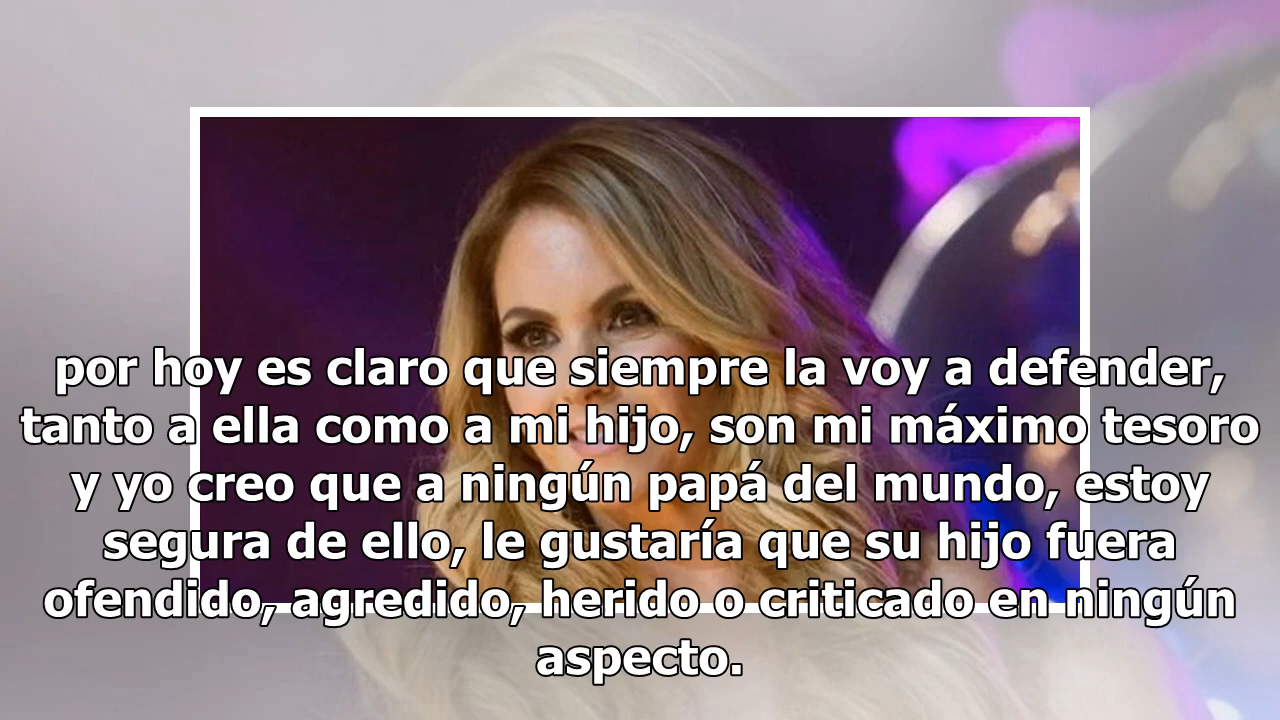 por hoy es claro que siempre la voy a defender,
tanto a ella como a mi hijo, son mi máximo tesoro
y yo creo que a ningún papá del mundo, estoy
segura de ello, le gustaría que su hijo fuera
ofendido, agredido, herido o criticado en ningún
aspecto.